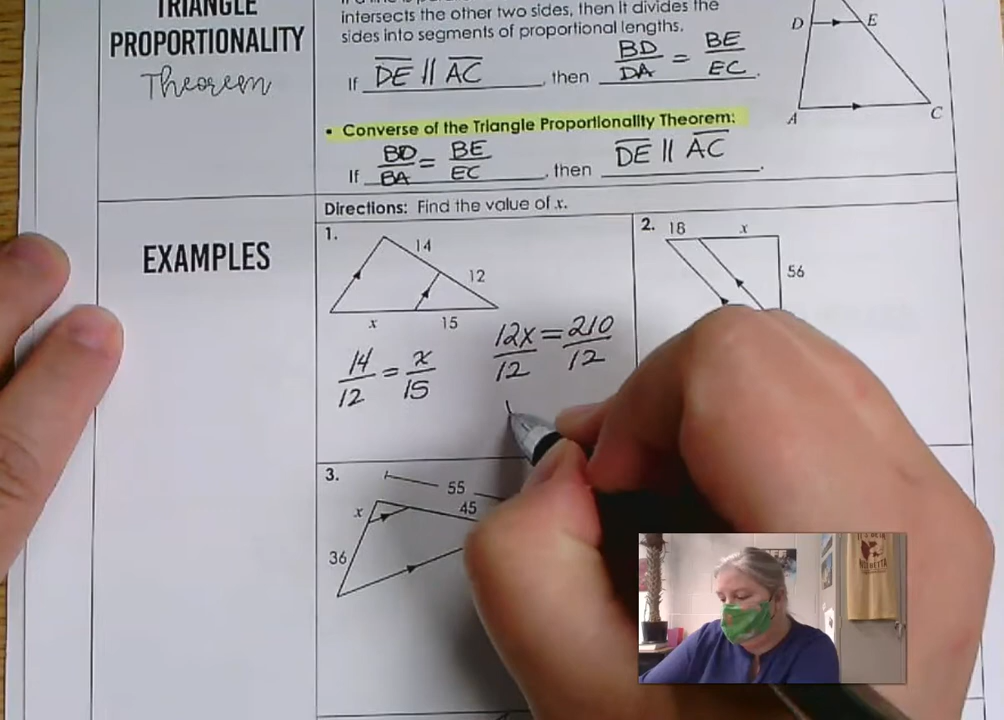 TRIANGLE
PROPORTIONALITY
Theorem
intersects the other two sides, then it divides the
sides into segments of proportional lengths.
If DE || AC, then BD/DA = BE/EC.
D
E
A
C
• Converse of the Triangle Proportionality Theorem:
If BD/BA = BE/EC, then DE || AC.
Directions: Find the value of x.
EXAMPLES
1.
14
12
x
15
14/12 = x/15
12x/12 = 210/12
2.
18
x
56
3.
55
45
x
36